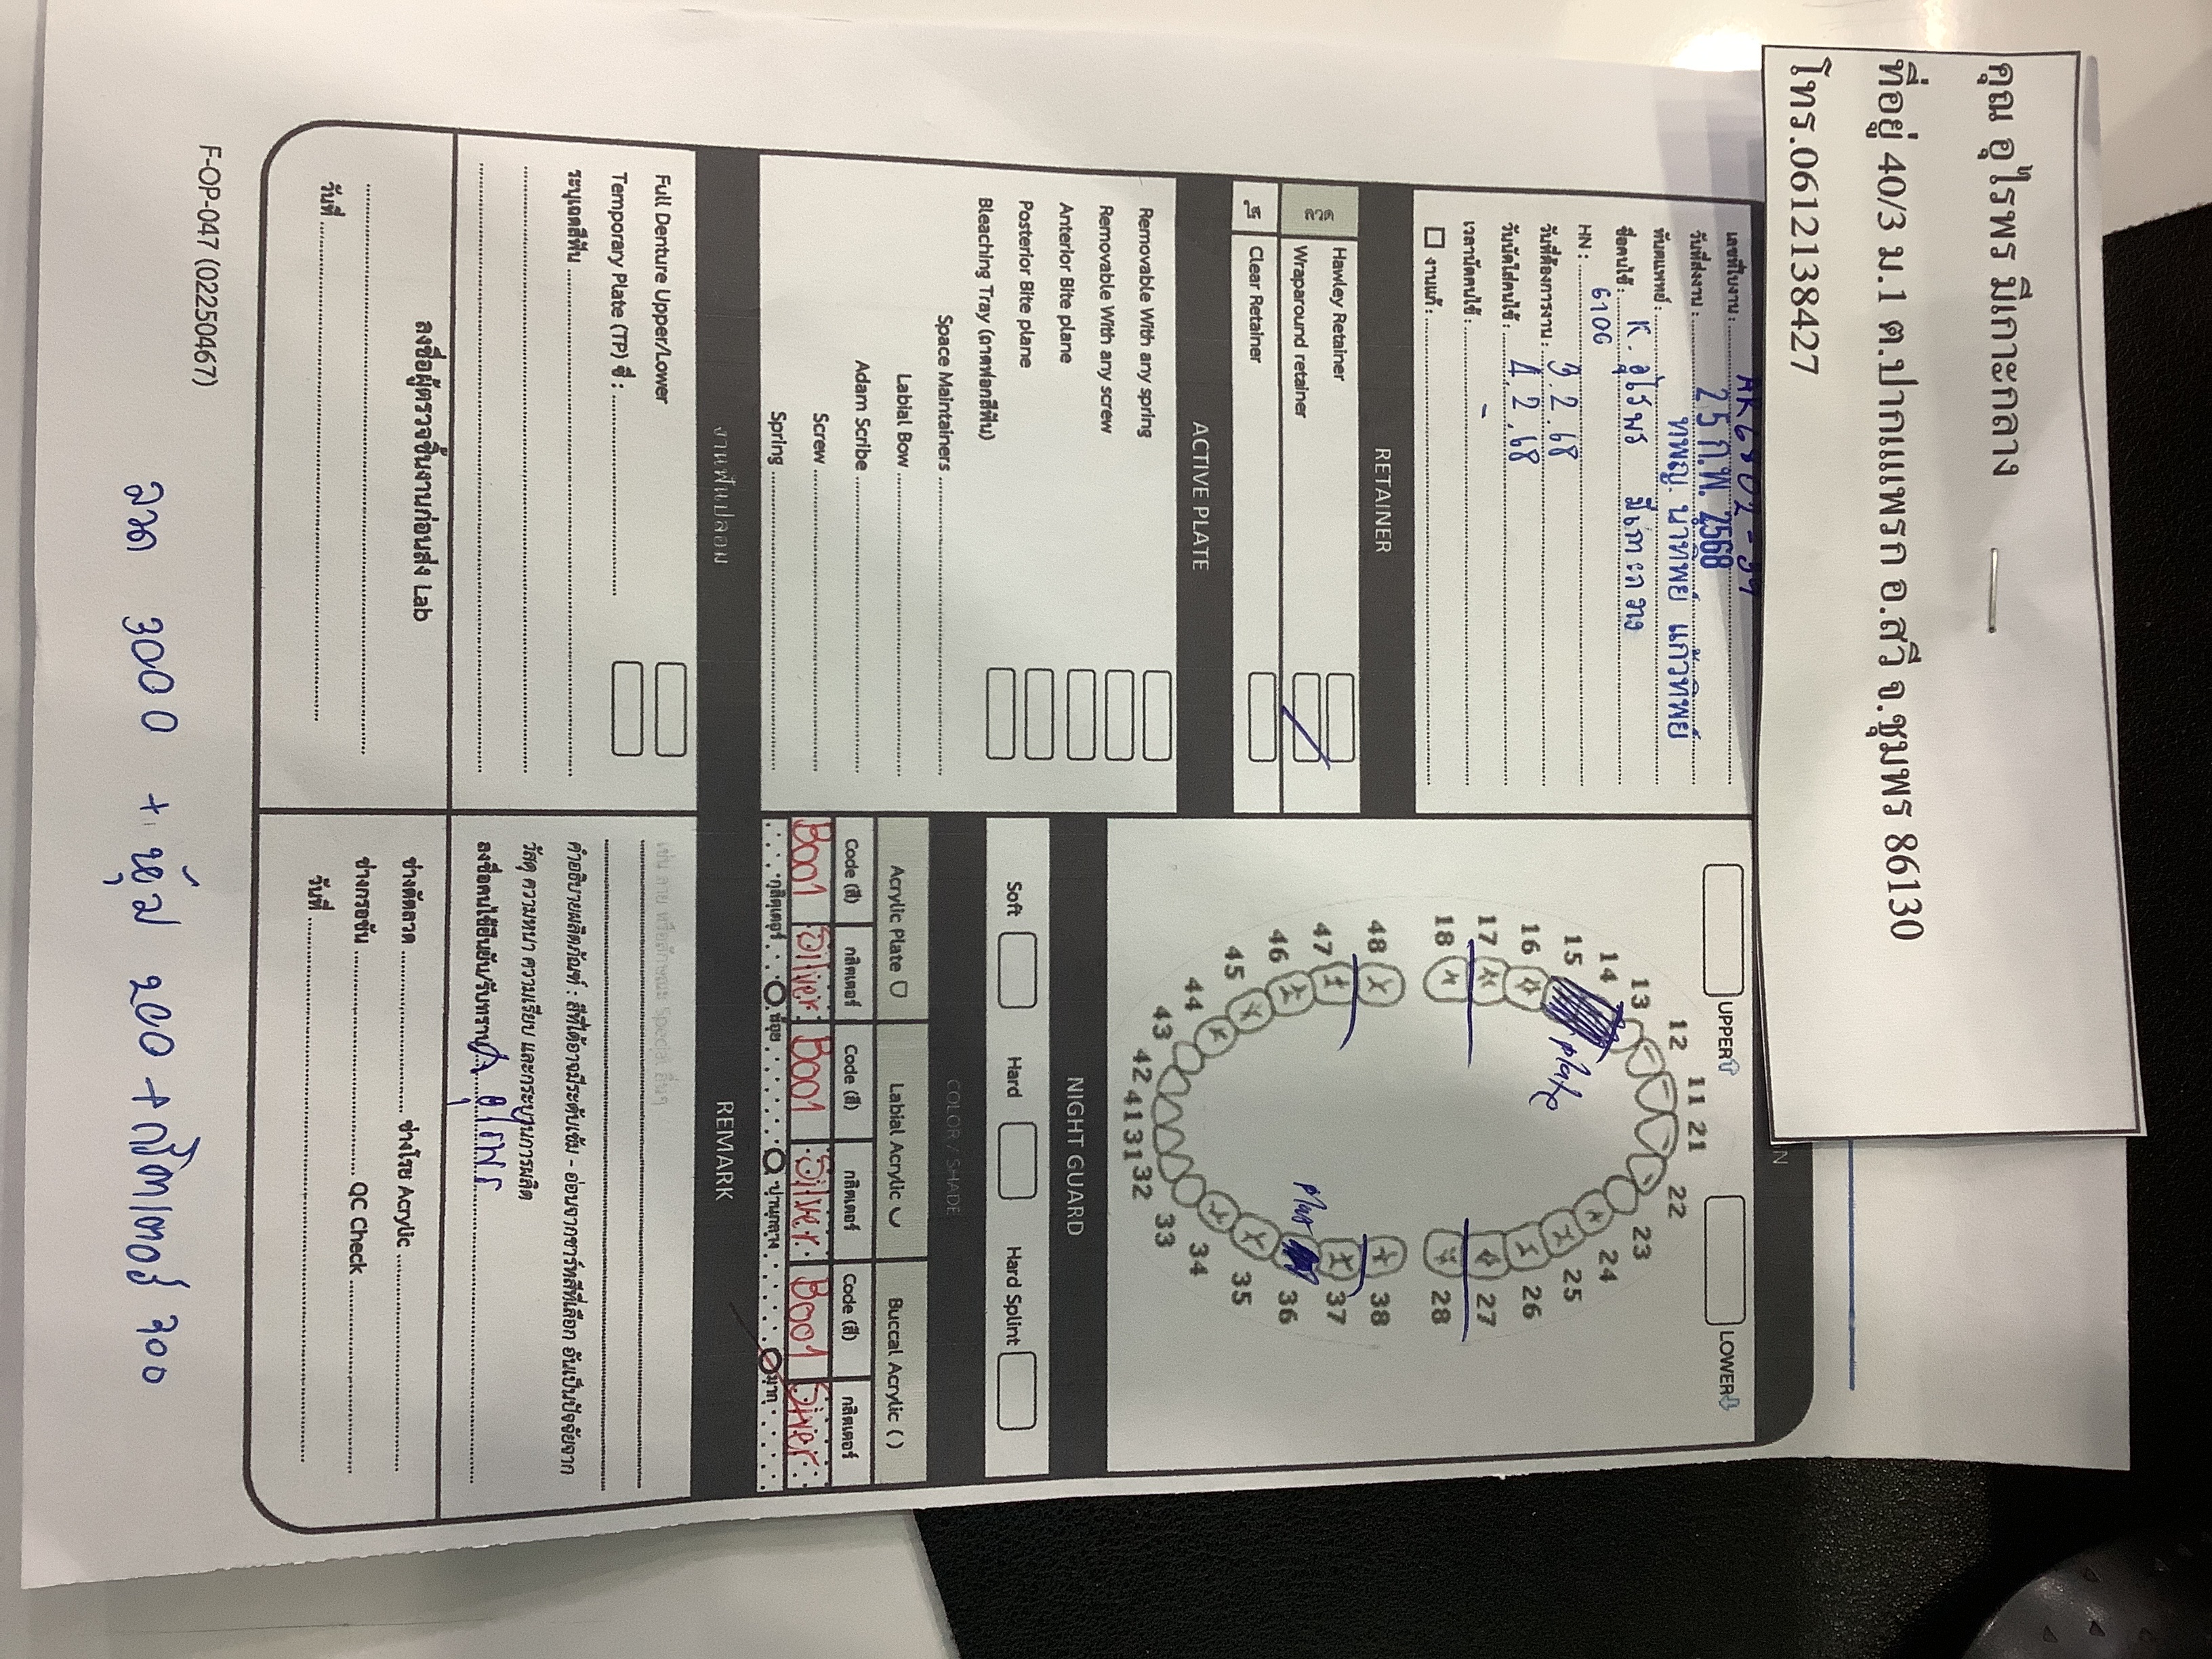 คุณ อุไรพร มีเกาะกลาง
ที่อยู่ 40/3 ม.1 ต.ปากแแพรก อ.สวี จ.ชุมพร 86130
โทร.0612138427
เลขที่ใบงาน :
วันที่ส่งงาน : 25 ก.พ. 2568
ทันตแพทย์ : ทพญ. น้ำทิพย์ แก้วทิพย์
ชื่อคนไข้ : K. อุไรพร มีเกาะกลาง
HN : 6106
วันที่ต้องการงาน : 3.2.68
วันนัดใส่คนไข้ : 4.2.68
เวลานัดคนไข้ : -
งานแก้ :
RETAINER
ลวด
Hawley Retainer
Wraparound retainer
ใส
Clear Retainer
ACTIVE PLATE
Removable With any spring
Removable With any screw
Anterior Bite plane
Posterior Bite plane
Bleaching Tray (ถาดฟอกสีฟัน)
Space Maintainers
Labial Bow
Adam Scribe
Screw
Spring
งานฟันปลอม
Full Denture Upper/Lower
Temporary Plate (TP) ซี่ :
ระบุเฉดสีฟัน
ลงชื่อผู้ตรวจชิ้นงานก่อนส่ง Lab
วันที่
UPPER LOWER
11 21
12 22
13 23
14 24
15 plate 25
16 26
17 27
18 28
48 38
47 37
46 36
45 35
44 34
43 33
42 41 31 32
NIGHT GUARD
Soft Hard Hard Splint
COLOR / SHADE
Acrylic Plate Labial Acrylic Buccal Acrylic ( )
Code (สี) กลิตเตอร์ Code (สี) กลิตเตอร์ Code (สี) กลิตเตอร์
B001 Silver B001 Silver B001 Siver
กลิตเตอร์ น้อย ปานกลาง มาก
REMARK
เช่น ลาย หรือลักษณะ Special อื่นๆ
คำอธิบายผลิตภัณฑ์ : สีที่ได้อาจมีระดับเข้ม - อ่อนจากชาร์ทสีที่เลือก อันเป็นปัจจัยจาก
วัสดุ ความหนา ความเรียบ และกระบวนการผลิต
ลงชื่อคนไข้ยืนยัน/รับทราบ อุไรพร
ช่างดัดลวด ช่างโรย Acrylic
ช่างกรอขัน QC Check
วันที่
F-OP-047 (02250467)
ลวด 3000 + หุ้ม 200 + กริตเตอร์ 300